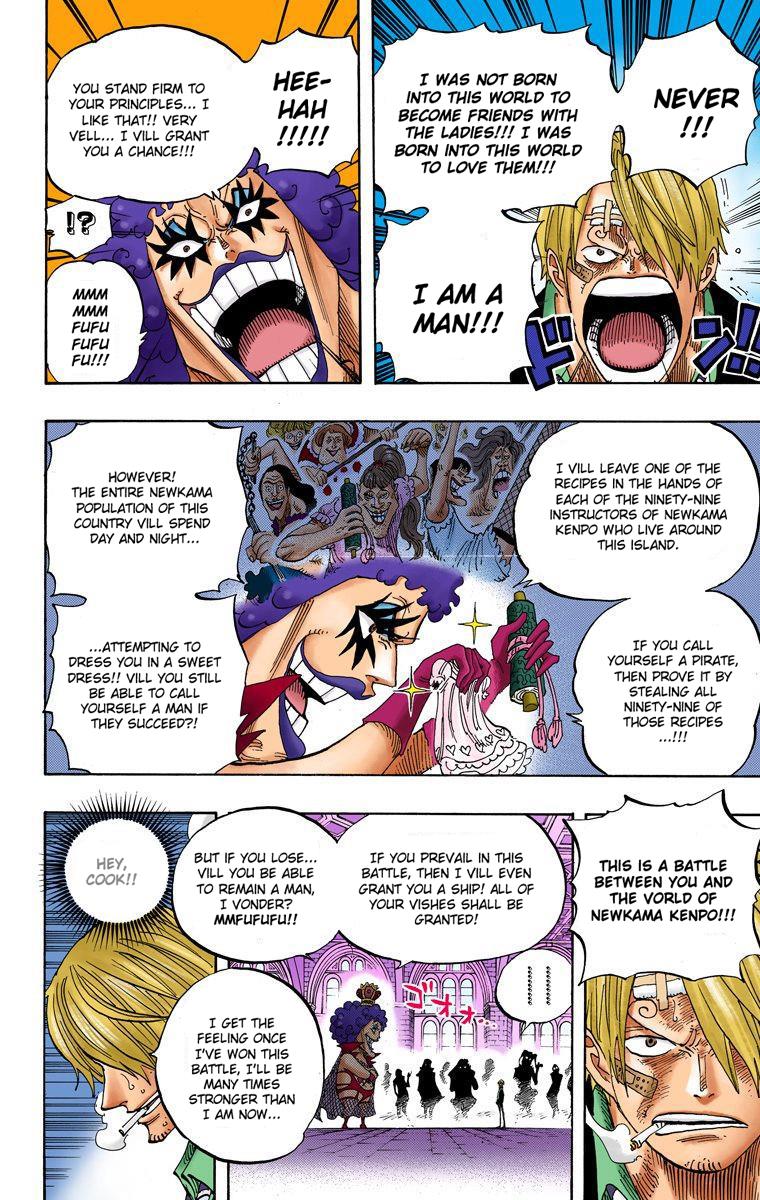 NEVER
!!!
I WAS NOT BORN
INTO THIS WORLD TO
BECOME FRIENDS WITH
THE LADIES!!! I WAS
BORN INTO THIS WORLD
TO LOVE THEM!!!
I AM A
MAN!!!
ドン!!
HEE-
HAH
!!!!!
YOU STAND FIRM TO
YOUR PRINCIPLES... I
LIKE THAT!! VERY
VELL... I VILL GRANT
YOU A CHANCE!!!
!?
MMM
MMM
FUFU
FUFU
FU!!!
I VILL LEAVE ONE OF THE
RECIPES IN THE HANDS OF
EACH OF THE NINETY-NINE
INSTRUCTORS OF NEWKAMA
KENPO WHO LIVE AROUND
THIS ISLAND.
IF YOU CALL
YOURSELF A PIRATE,
THEN PROVE IT BY
STEALING ALL
NINETY-NINE OF
THOSE RECIPES
...!!!
HOWEVER!
THE ENTIRE NEWKAMA
POPULATION OF THIS
COUNTRY VILL SPEND
DAY AND NIGHT...
...ATTEMPTING TO
DRESS YOU IN A SWEET
DRESS!! VILL YOU STILL
BE ABLE TO CALL
YOURSELF A MAN IF
THEY SUCCEED?!
THIS IS A BATTLE
BETWEEN YOU AND
THE VORLD OF
NEWKAMA KENPO!!!
IF YOU PREVAIL IN THIS
BATTLE, THEN I VILL EVEN
GRANT YOU A SHIP! ALL OF
YOUR VISHES SHALL BE
GRANTED!
BUT IF YOU LOSE...
VILL YOU BE ABLE
TO REMAIN A MAN,
I VONDER?
MMFUFUFU!!
!!!!
ゴオォ...
I GET THE
FEELING ONCE
I'VE WON THIS
BATTLE, I'LL BE
MANY TIMES
STRONGER THAN
I AM NOW...
HEY,
COOK!!